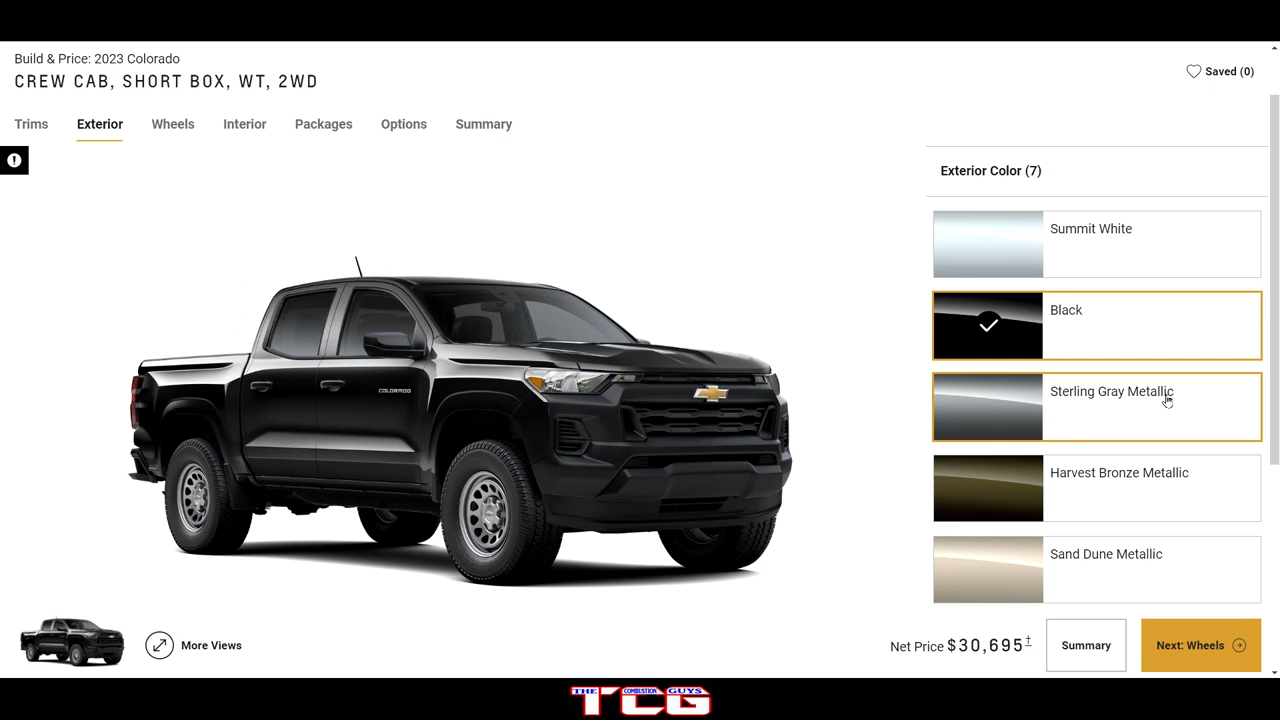 Build & Price: 2023 Colorado
CREW CAB, SHORT BOX, WT, 2WD
Saved (0)
Trims Exterior Wheels Interior Packages Options Summary
Exterior Color (7)
Summit White
Black
COLORADO
Sterling Gray Metallic
Harvest Bronze Metallic
Sand Dune Metallic
More Views
Net Price $30,695†
Summary
Next: Wheels
THE COMBUSTION GUYS
TCG